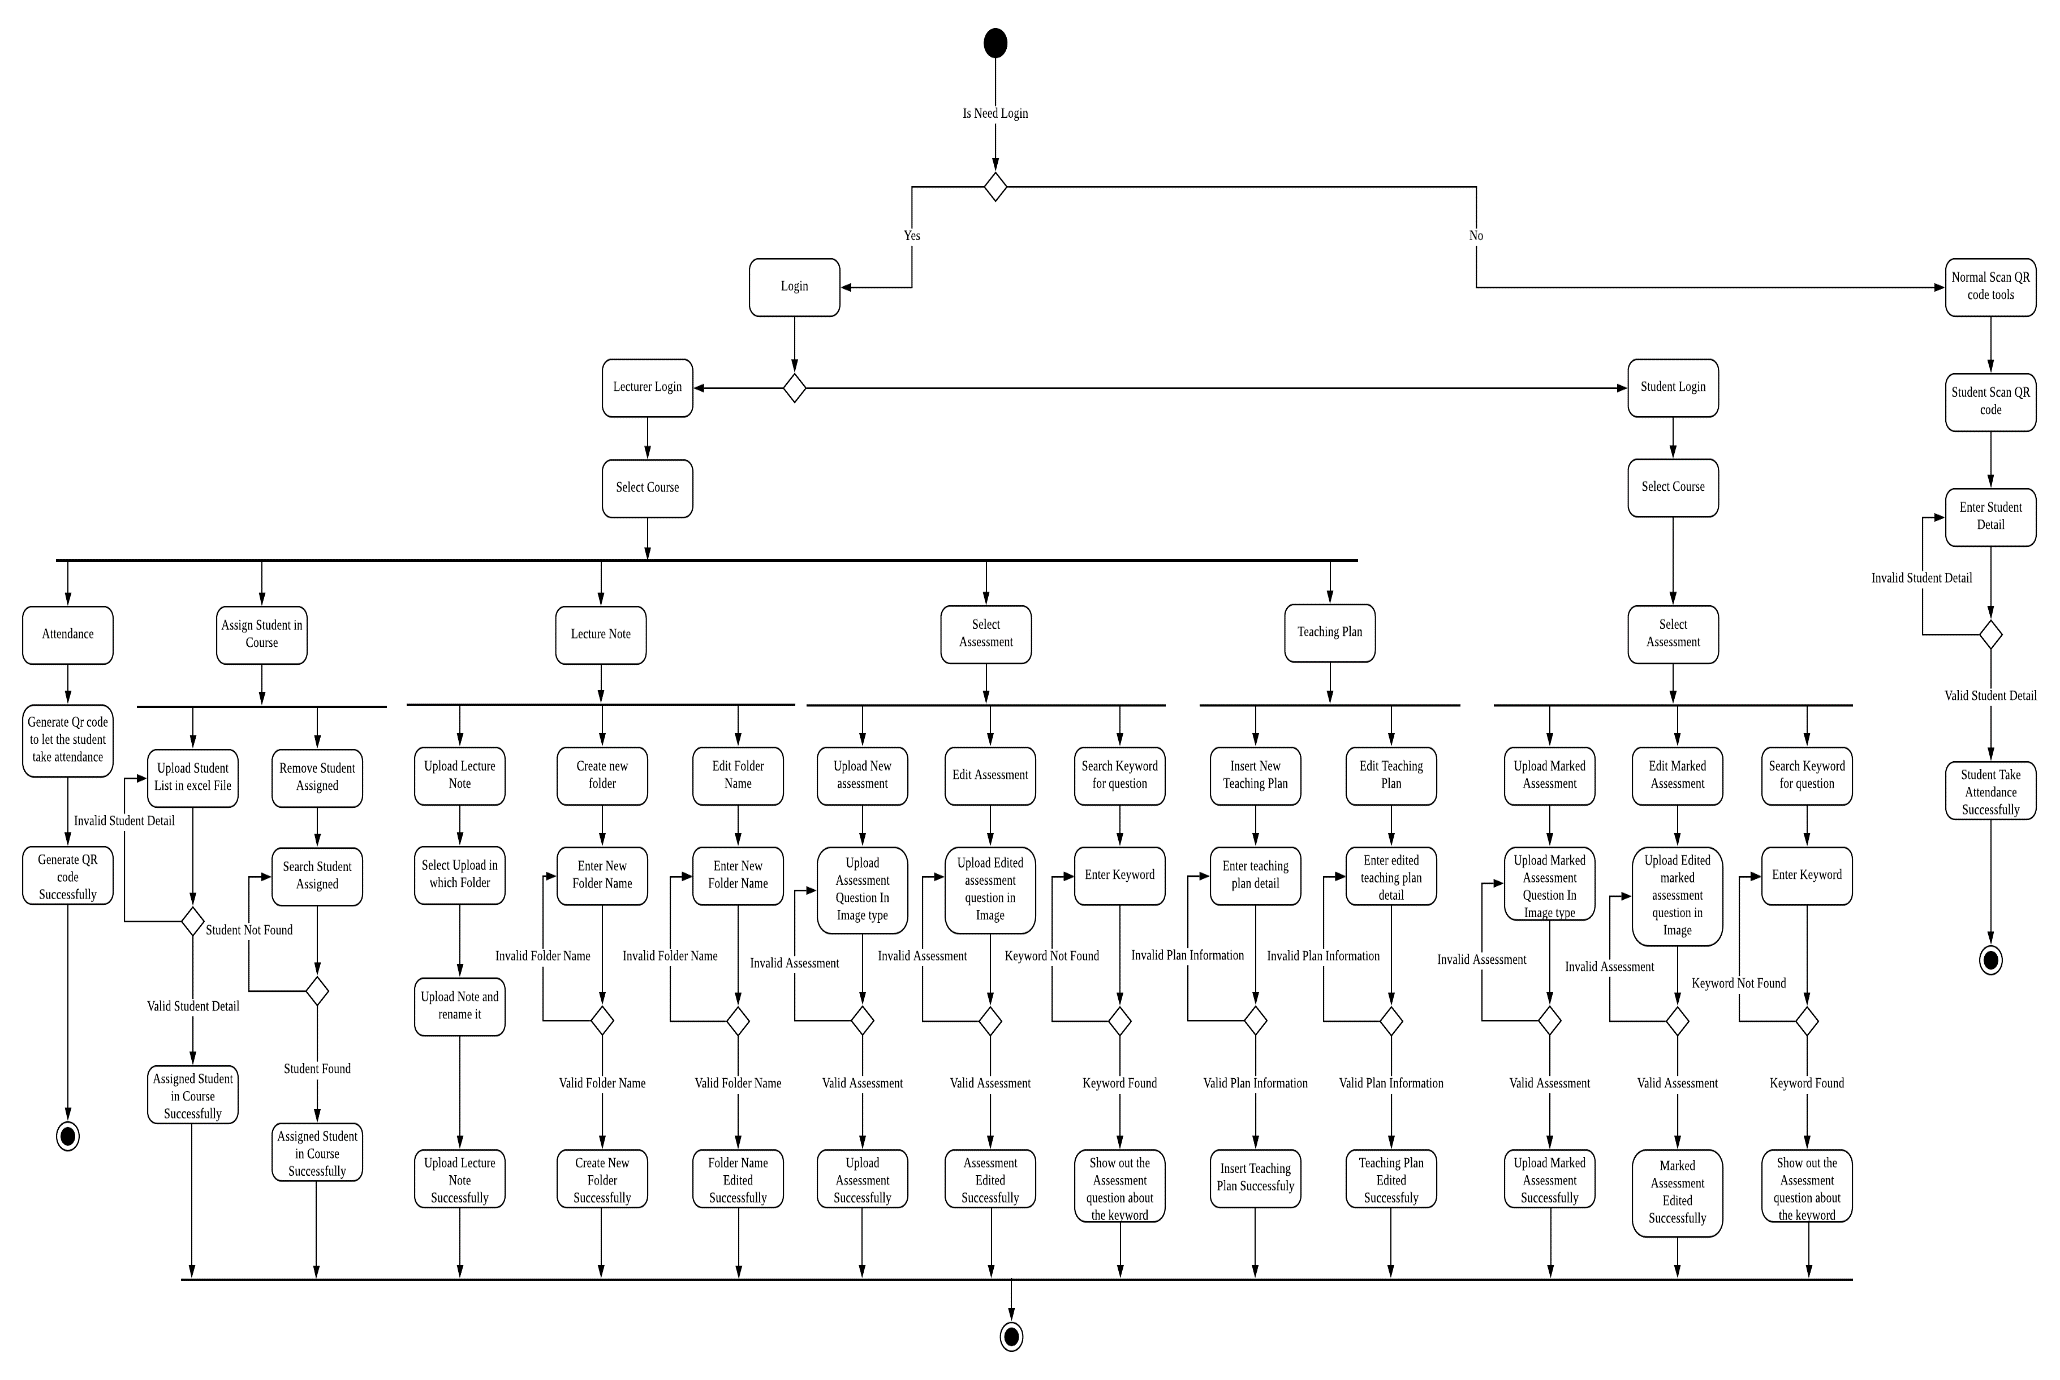 Is Need Login
Yes
No
Login
Normal Scan QR
code tools
Lecturer Login
Student Login
Student Scan QR
code
Select Course
Select Course
Enter Student
Detail
Invalid Student Detail
Attendance
Assign Student in
Course
Lecture Note
Select
Assessment
Teaching Plan
Select
Assessment
Valid Student Detail
Generate Qr code
to let the student
take attendance
Upload Student
List in excel File
Remove Student
Assigned
Upload Lecture
Note
Create new
folder
Edit Folder
Name
Upload New
assessment
Edit Assessment
Search Keyword
for question
Insert New
Teaching Plan
Edit Teaching
Plan
Upload Marked
Assessment
Edit Marked
Assessment
Search Keyword
for question
Student Take
Attendance
Successfully
Invalid Student Detail
Generate QR
code
Successfully
Search Student
Assigned
Select Upload in
which Folder
Enter New
Folder Name
Enter New
Folder Name
Upload
Assessment
Question In
Image type
Upload Edited
assessment
question in
Image
Enter Keyword
Enter teaching
plan detail
Enter edited
teaching plan
detail
Upload Marked
Assessment
Question In
Image type
Upload Edited
marked
assessment
question in
Image
Enter Keyword
Student Not Found
Invalid Folder Name
Invalid Folder Name
Invalid Assessment
Invalid Assessment
Keyword Not Found
Invalid Plan Information
Invalid Plan Information
Invalid Assessment
Invalid Assessment
Keyword Not Found
Valid Student Detail
Upload Note and
rename it
Student Found
Valid Folder Name
Valid Folder Name
Valid Assessment
Valid Assessment
Keyword Found
Valid Plan Information
Valid Plan Information
Valid Assessment
Valid Assessment
Keyword Found
Assigned Student
in Course
Successfully
Assigned Student
in Course
Successfully
Upload Lecture
Note
Successfully
Create New
Folder
Successfully
Folder Name
Edited
Successfully
Upload
Assessment
Successfully
Assessment
Edited
Successfully
Show out the
Assessment
question about
the keyword
Insert Teaching
Plan Successfuly
Teaching Plan
Edited
Successfuly
Upload Marked
Assessment
Successfully
Marked
Assessment
Edited
Successfully
Show out the
Assessment
question about
the keyword